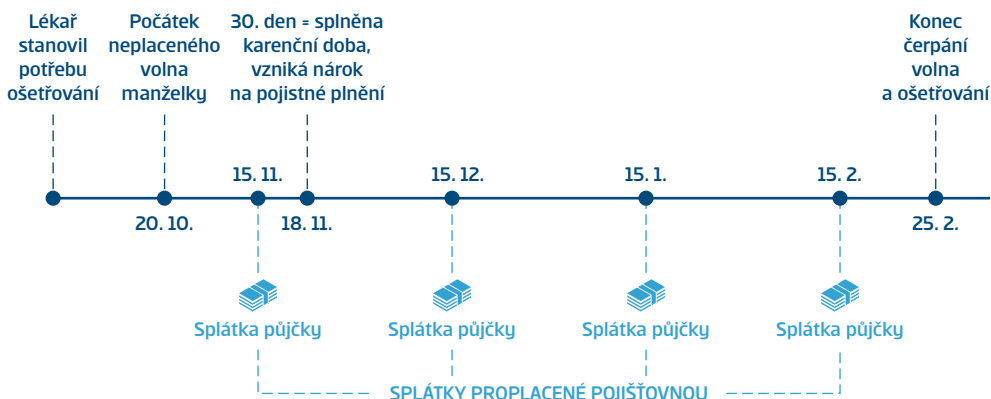 Lékař
stanovil
potřebu
ošetřování
Počátek
neplaceného
volna
manželky
30. den = splněna
karenční doba,
vzniká nárok
na pojistné plnění
Konec
čerpání
volna
a ošetřování
15. 11.
15. 12.
15. 1.
15. 2.
20. 10.
18. 11.
25. 2.
Splátka půjčky
Splátka půjčky
Splátka půjčky
Splátka půjčky
SPLÁTKY PROPLACENÉ POJIŠŤOVNOU